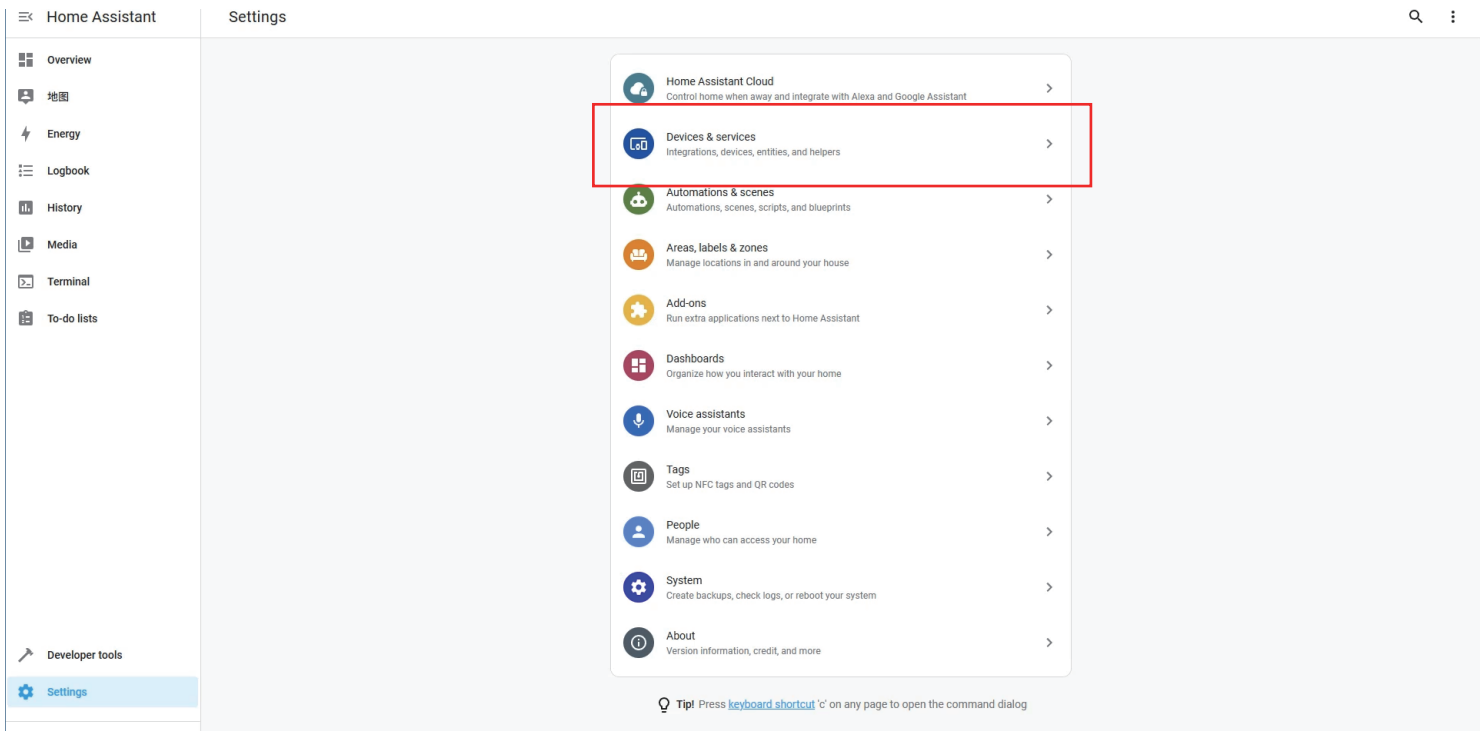 Home Assistant
Settings
Overview
地图
Energy
Logbook
History
Media
Terminal
To-do lists
Developer tools
Settings
Home Assistant Cloud
Control home when away and integrate with Alexa and Google Assistant
Devices & services
Integrations, devices, entities, and helpers
Automations & scenes
Automations, scenes, scripts, and blueprints
Areas, labels & zones
Manage locations in and around your house
Add-ons
Run extra applications next to Home Assistant
Dashboards
Organize how you interact with your home
Voice assistants
Manage your voice assistants
Tags
Set up NFC tags and QR codes
People
Manage who can access your home
System
Create backups, check logs, or reboot your system
About
Version information, credit, and more
Tip! Press keyboard shortcut 'c' on any page to open the command dialog